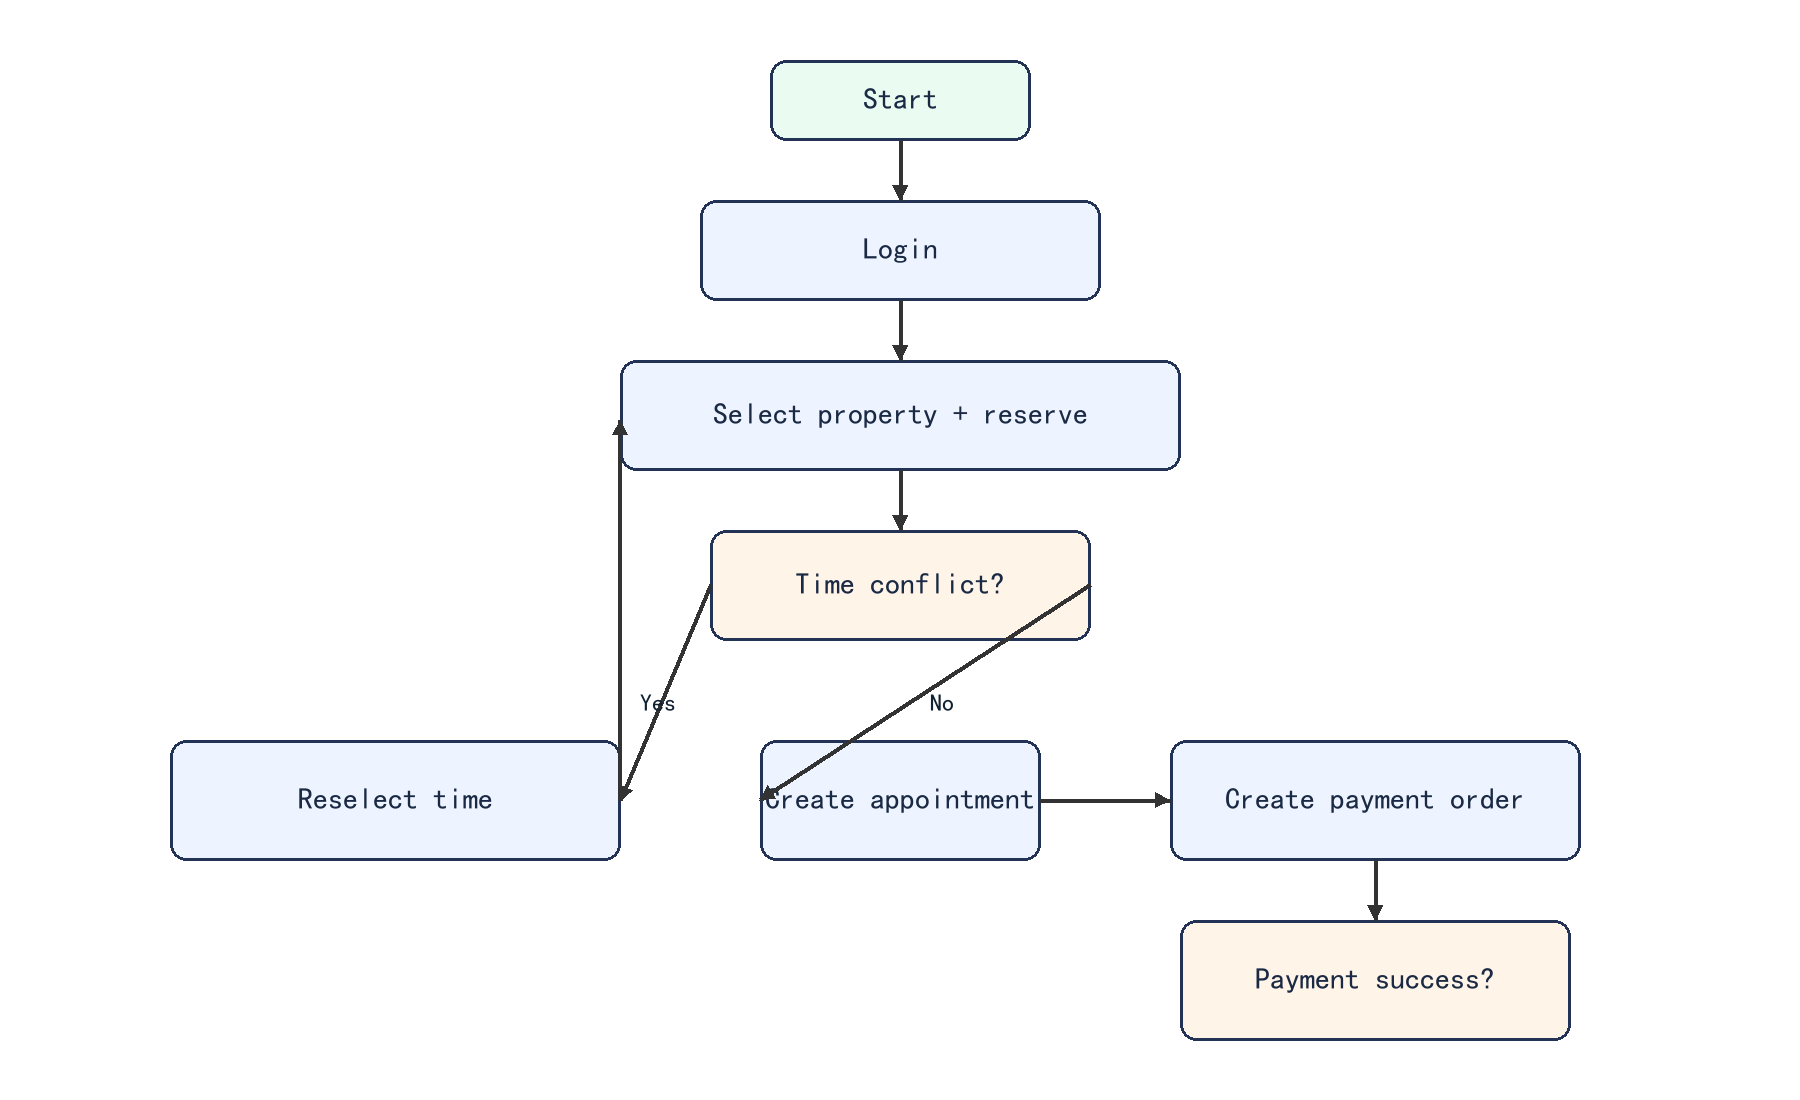 Start
Login
Select property + reserve
Time conflict?
Yes
No
Reselect time
Create appointment
Create payment order
Payment success?